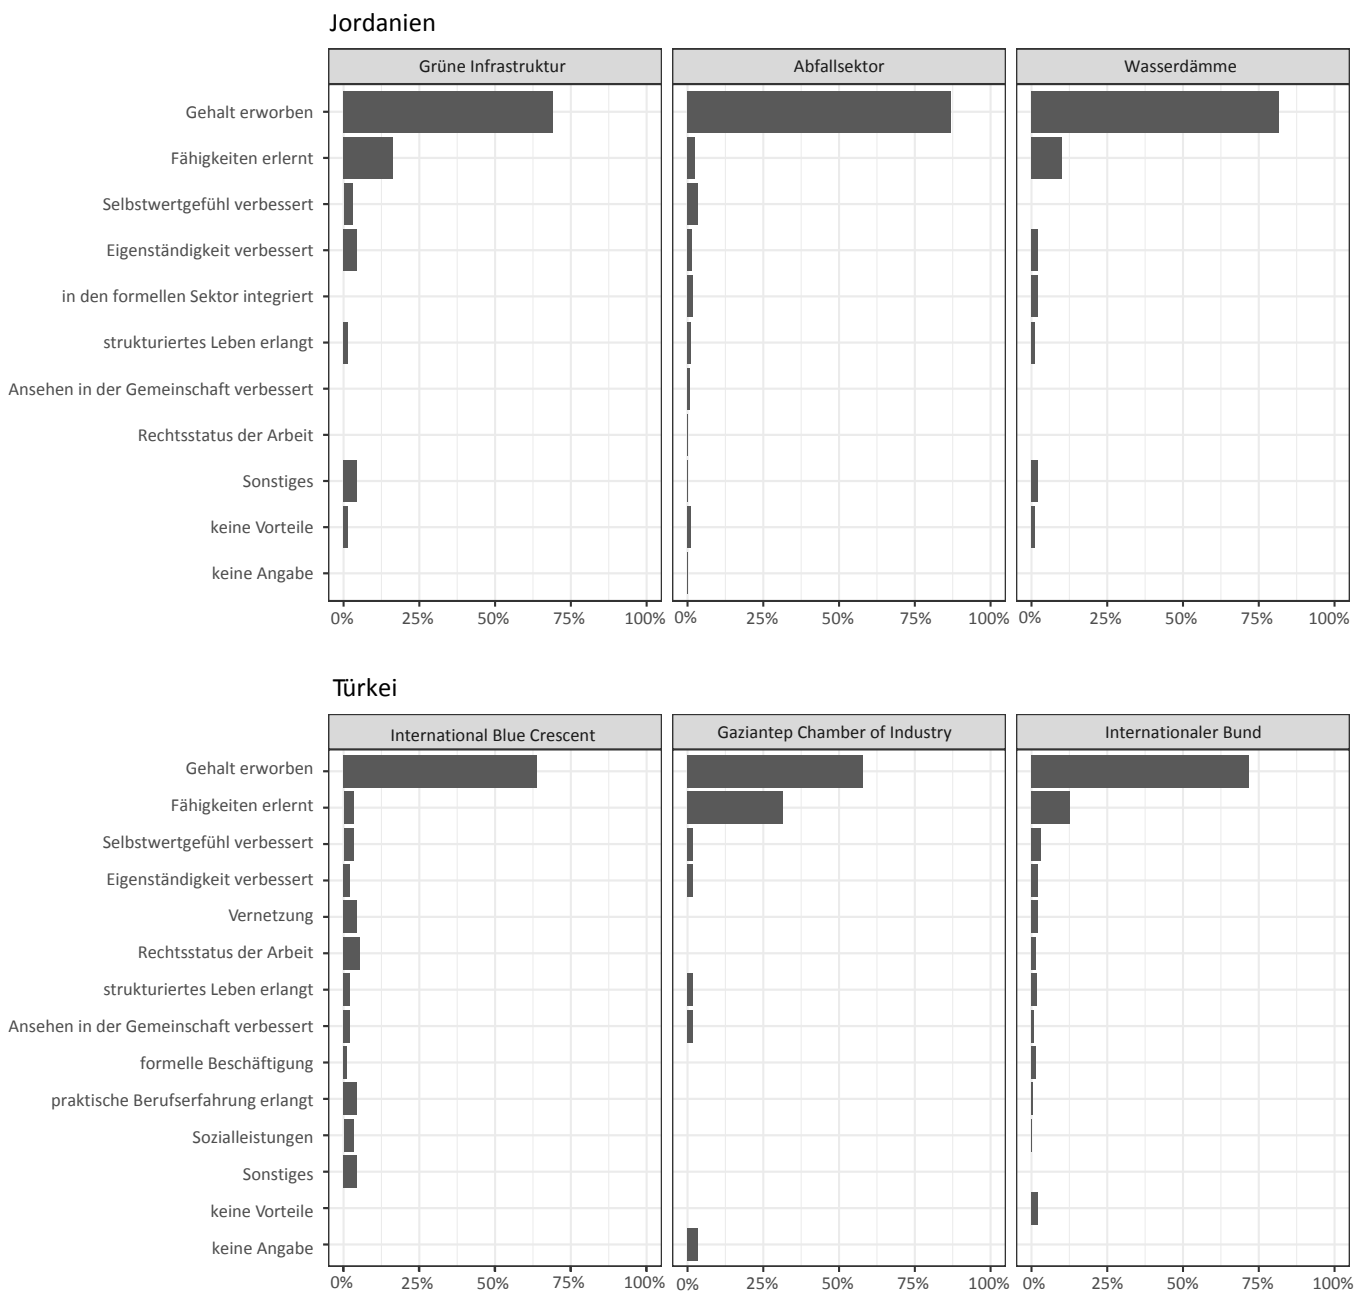 Jordanien
Grüne Infrastruktur
Abfallsektor
Wasserdämme
Gehalt erworben
Fähigkeiten erlernt
Selbstwertgefühl verbessert
Eigenständigkeit verbessert
in den formellen Sektor integriert
strukturiertes Leben erlangt
Ansehen in der Gemeinschaft verbessert
Rechtsstatus der Arbeit
Sonstiges
keine Vorteile
keine Angabe
0% 25% 50% 75% 100% 0% 25% 50% 75% 100% 0% 25% 50% 75% 100%
Türkei
International Blue Crescent
Gaziantep Chamber of Industry
Internationaler Bund
Gehalt erworben
Fähigkeiten erlernt
Selbstwertgefühl verbessert
Eigenständigkeit verbessert
Vernetzung
Rechtsstatus der Arbeit
strukturiertes Leben erlangt
Ansehen in der Gemeinschaft verbessert
formelle Beschäftigung
praktische Berufserfahrung erlangt
Sozialleistungen
Sonstiges
keine Vorteile
keine Angabe
0% 25% 50% 75% 100% 0% 25% 50% 75% 100% 0% 25% 50% 75% 100%